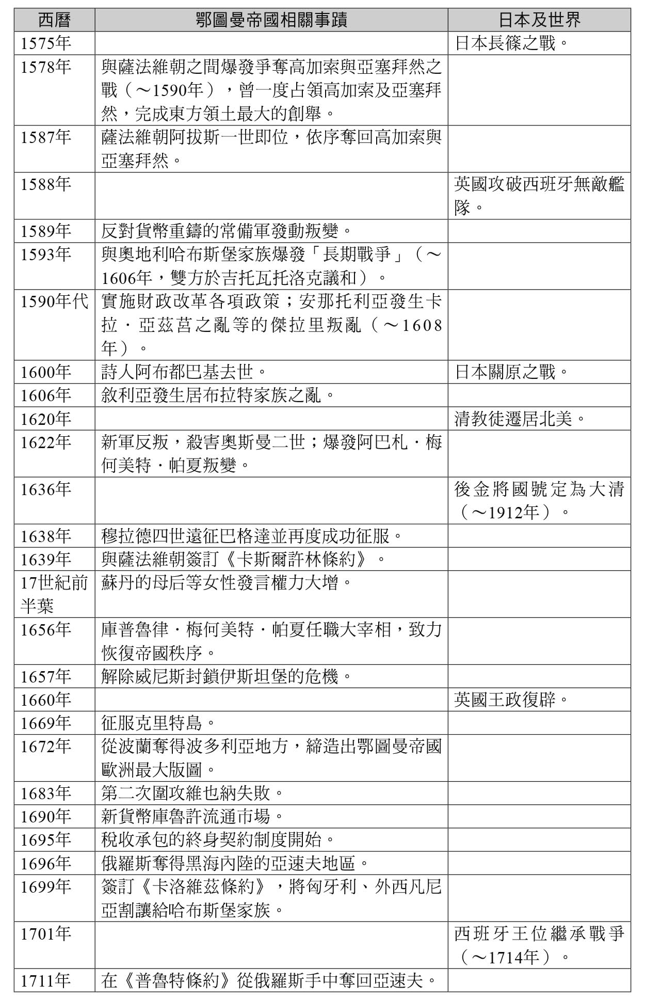 西曆 鄂圖曼帝國相關事蹟 日本及世界
1575年 日本長篠之戰。
1578年 與薩法維朝之間爆發爭奪高加索與亞塞拜然之
戰（～1590年），曾一度占領高加索及亞塞拜
然，完成東方領土最大的創舉。
1587年 薩法維朝阿拔斯一世即位，依序奪回高加索與
亞塞拜然。
1588年 英國攻破西班牙無敵艦
隊。
1589年 反對貨幣重鑄的常備軍發動叛變。
1593年 與奧地利哈布斯堡家族爆發「長期戰爭」（～
1606年，雙方於吉托瓦托洛克議和）。
1590年代 實施財政改革各項政策；安那托利亞發生卡
拉．亞茲莒之亂等的傑拉里叛亂（～1608
年）。
1600年 詩人阿布都巴基去世。 日本關原之戰。
1606年 敘利亞發生居布拉特家族之亂。
1620年 清教徒遷居北美。
1622年 新軍反叛，殺害奧斯曼二世；爆發阿巴札．梅
何美特．帕夏叛變。
1636年 後金將國號定為大清
（～1912年）。
1638年 穆拉德四世遠征巴格達並再度成功征服。
1639年 與薩法維朝簽訂《卡斯爾許林條約》。
17世紀前 蘇丹的母后等女性發言權力大增。
半葉
1656年 庫普魯律．梅何美特．帕夏任職大宰相，致力
恢復帝國秩序。
1657年 解除威尼斯封鎖伊斯坦堡的危機。
1660年 英國王政復辟。
1669年 征服克里特島。
1672年 從波蘭奪得波多利亞地方，締造出鄂圖曼帝國
歐洲最大版圖。
1683年 第二次圍攻維也納失敗。
1690年 新貨幣庫魯許流通市場。
1695年 稅收承包的終身契約制度開始。
1696年 俄羅斯奪得黑海內陸的亞速夫地區。
1699年 簽訂《卡洛維茲條約》，將匈牙利、外西凡尼
亞割讓給哈布斯堡家族。
1701年 西班牙王位繼承戰爭
（～1714年）。
1711年 在《普魯特條約》從俄羅斯手中奪回亞速夫。